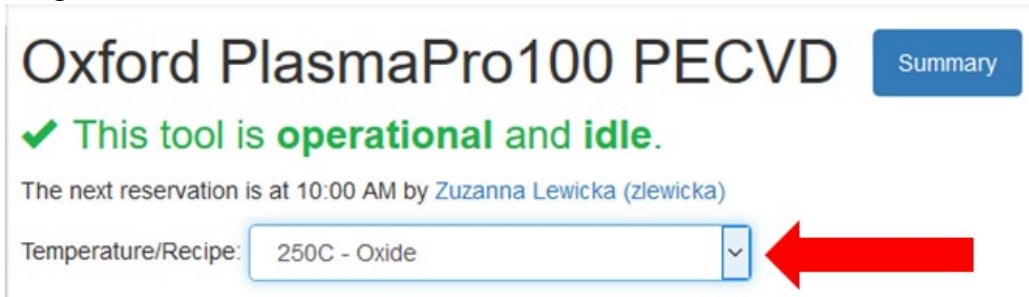 Oxford PlasmaPro100 PECVD Summary
✔ This tool is operational and idle.
The next reservation is at 10:00 AM by Zuzanna Lewicka (zlewicka)
Temperature/Recipe: 250C - Oxide